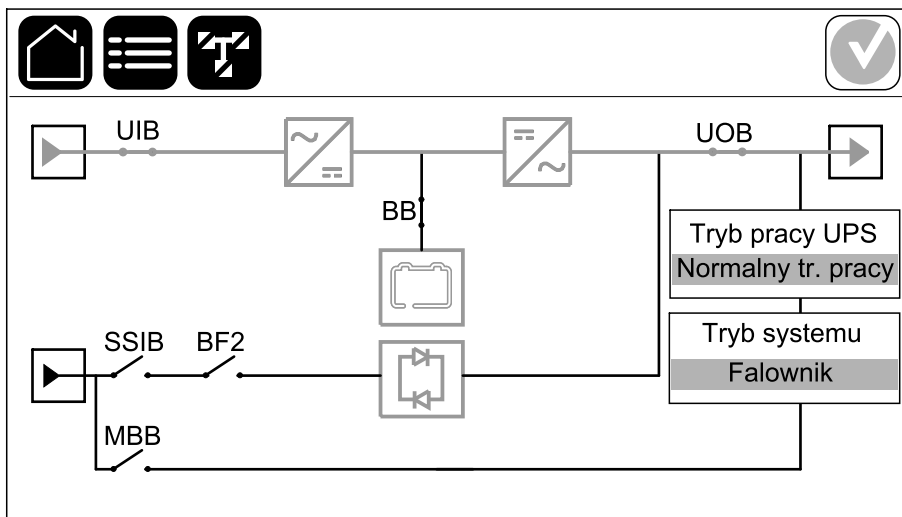 UIB
UOB
BB
Tryb pracy UPS
Normalny tr. pracy
SSIB
BF2
Tryb systemu
Falownik
MBB